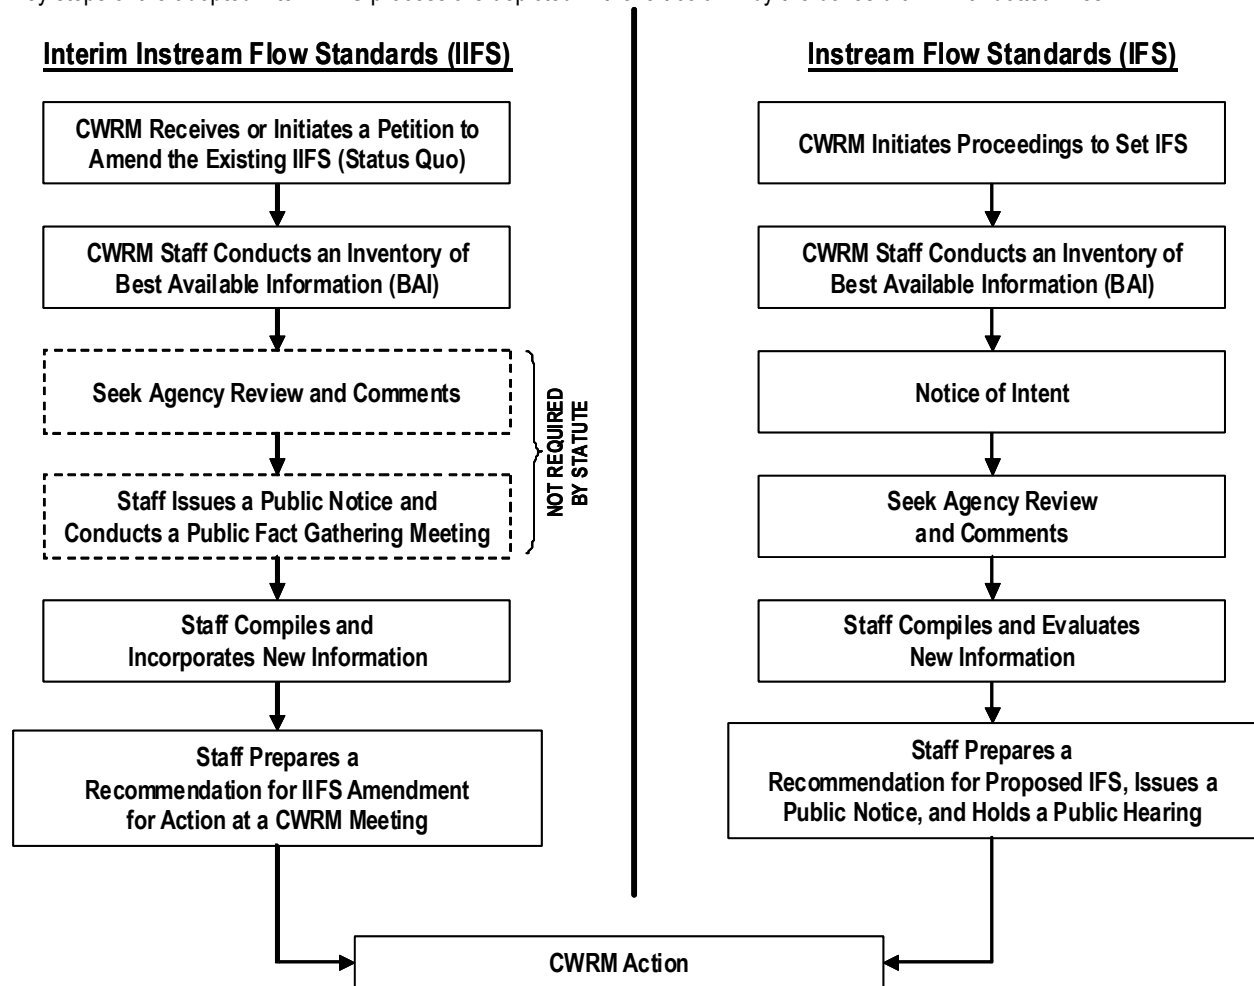 Interim Instream Flow Standards (IIFS)
CWRM Receives or Initiates a Petition to
Amend the Existing IIFS (Status Quo)
CWRM Staff Conducts an Inventory of
Best Available Information (BAI)
Seek Agency Review and Comments
Staff Issues a Public Notice and
Conducts a Public Fact Gathering Meeting
NOT REQUIRED
BY STATUTE
Staff Compiles and
Incorporates New Information
Staff Prepares a
Recommendation for IIFS Amendment
for Action at a CWRM Meeting
Instream Flow Standards (IFS)
CWRM Initiates Proceedings to Set IFS
CWRM Staff Conducts an Inventory of
Best Available Information (BAI)
Notice of Intent
Seek Agency Review
and Comments
Staff Compiles and Evaluates
New Information
Staff Prepares a
Recommendation for Proposed IFS, Issues a
Public Notice, and Holds a Public Hearing
CWRM Action